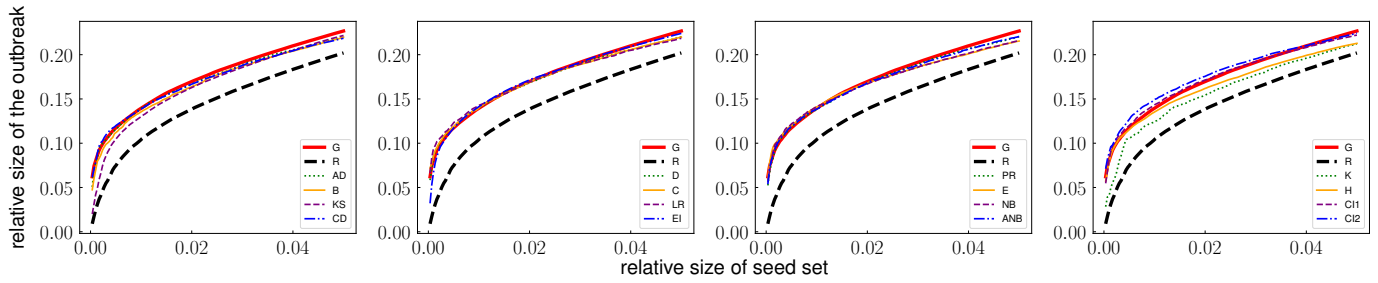 relative size of the outbreak
0.20
0.15
0.10
0.05
0.00
0.00
0.02
0.04
G
R
AD
B
KS
CD
0.20
0.15
0.10
0.05
0.00
0.00
0.02
0.04
G
R
D
C
LR
EI
0.20
0.15
0.10
0.05
0.00
0.00
0.02
0.04
G
R
PR
E
NB
ANB
0.20
0.15
0.10
0.05
0.00
0.00
0.02
0.04
G
R
K
H
CI1
CI2
relative size of seed set